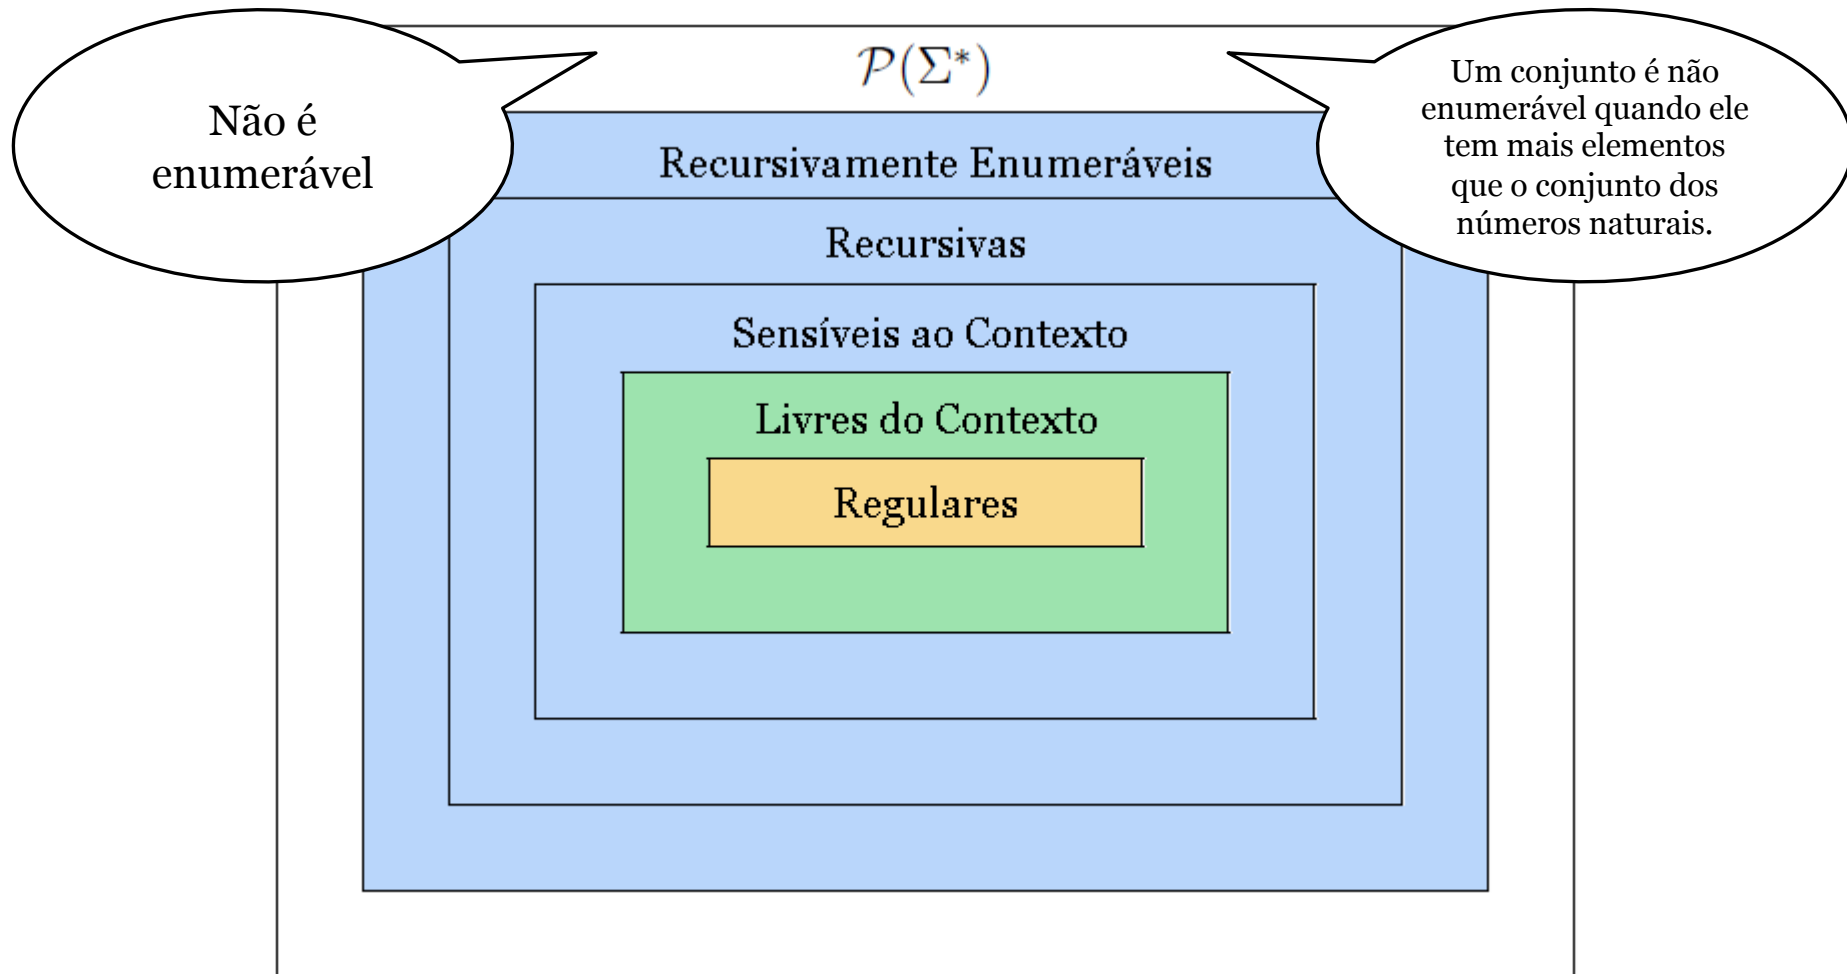 Não é
enumerável
𝒫(Σ*)
Um conjunto é não
enumerável quando ele
tem mais elementos
que o conjunto dos
números naturais.
Recursivamente Enumeráveis
Recursivas
Sensíveis ao Contexto
Livres do Contexto
Regulares